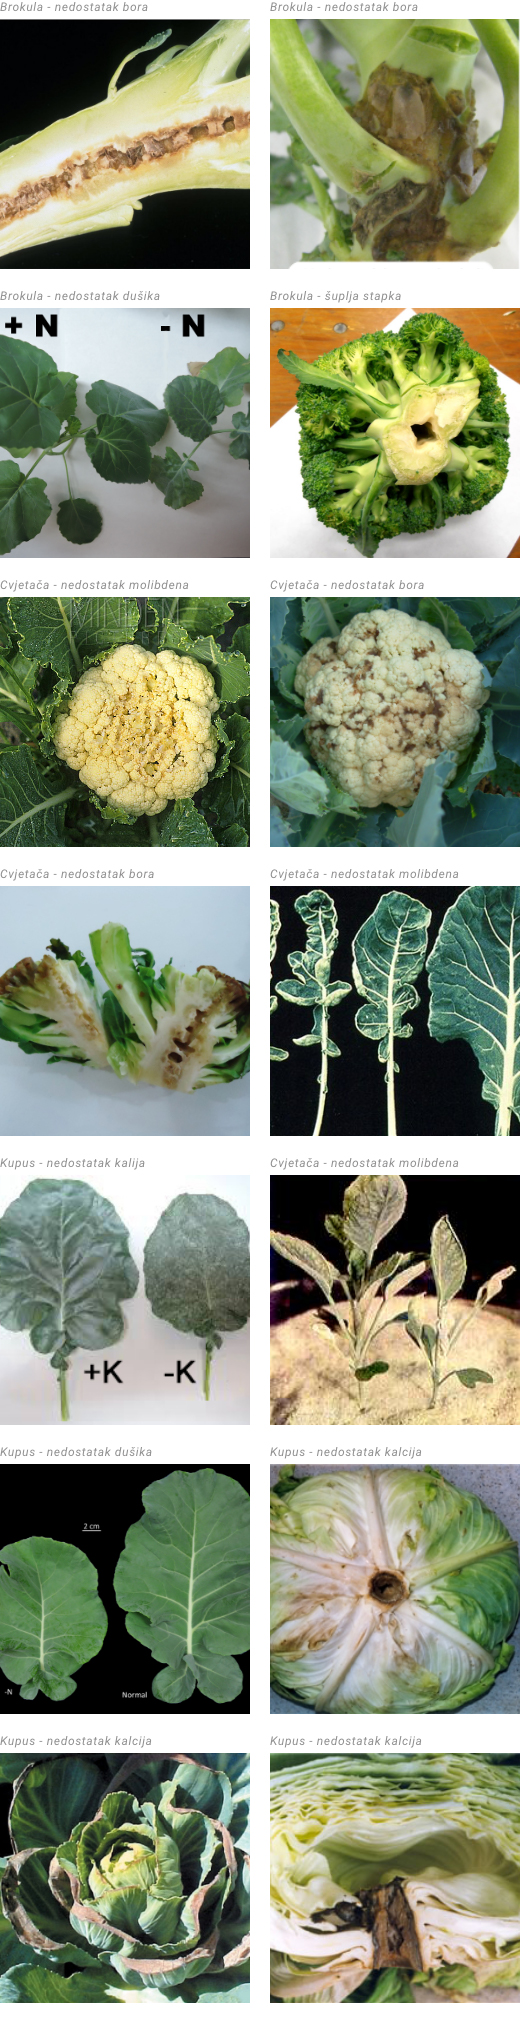 Brokula - nedostatak bora
Brokula - nedostatak bora
Brokula - nedostatak dušika
Brokula - šuplja stapka
+ N
- N
Cvjetača - nedostatak molibdena
Cvjetača - nedostatak bora
Cvjetača - nedostatak bora
Cvjetača - nedostatak molibdena
Kupus - nedostatak kalija
Cvjetača - nedostatak molibdena
+K
-K
Kupus - nedostatak dušika
Kupus - nedostatak kalcija
2 cm
-N
Normal
Kupus - nedostatak kalcija
Kupus - nedostatak kalcija